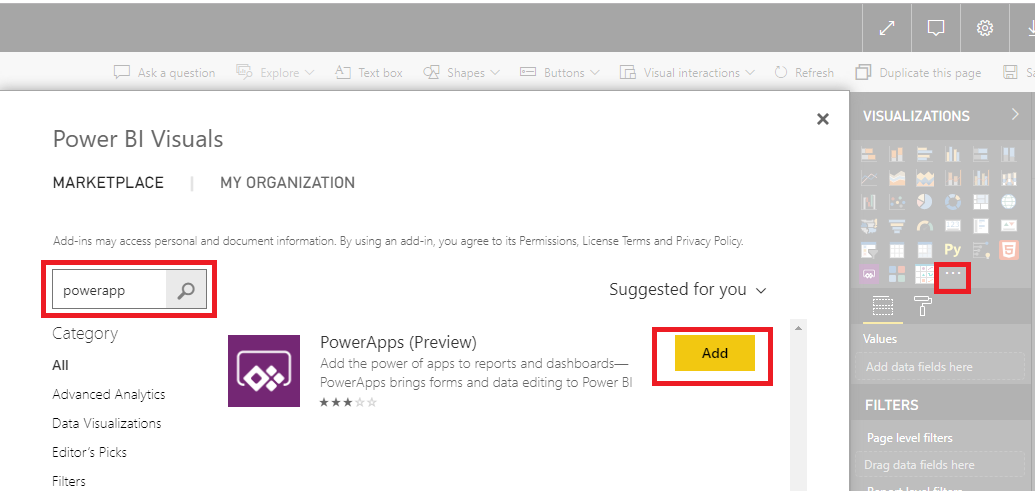 Ask a question
Explore
Text box
Shapes
Buttons
Visual interactions
Refresh
Duplicate this page
VISUALIZATIONS
Power BI Visuals
MARKETPLACE | MY ORGANIZATION
Add-ins may access personal and document information. By using an add-in, you agree to its Permissions, License Terms and Privacy Policy.
powerapp
Suggested for you
Category
All
Advanced Analytics
Data Visualizations
Editor's Picks
Filters
PowerApps (Preview)
Add the power of apps to reports and dashboards—
PowerApps brings forms and data editing to Power BI
Add
Py
5
...
Values
Add data fields here
FILTERS
Page level filters
Drag data fields here
Report level filters